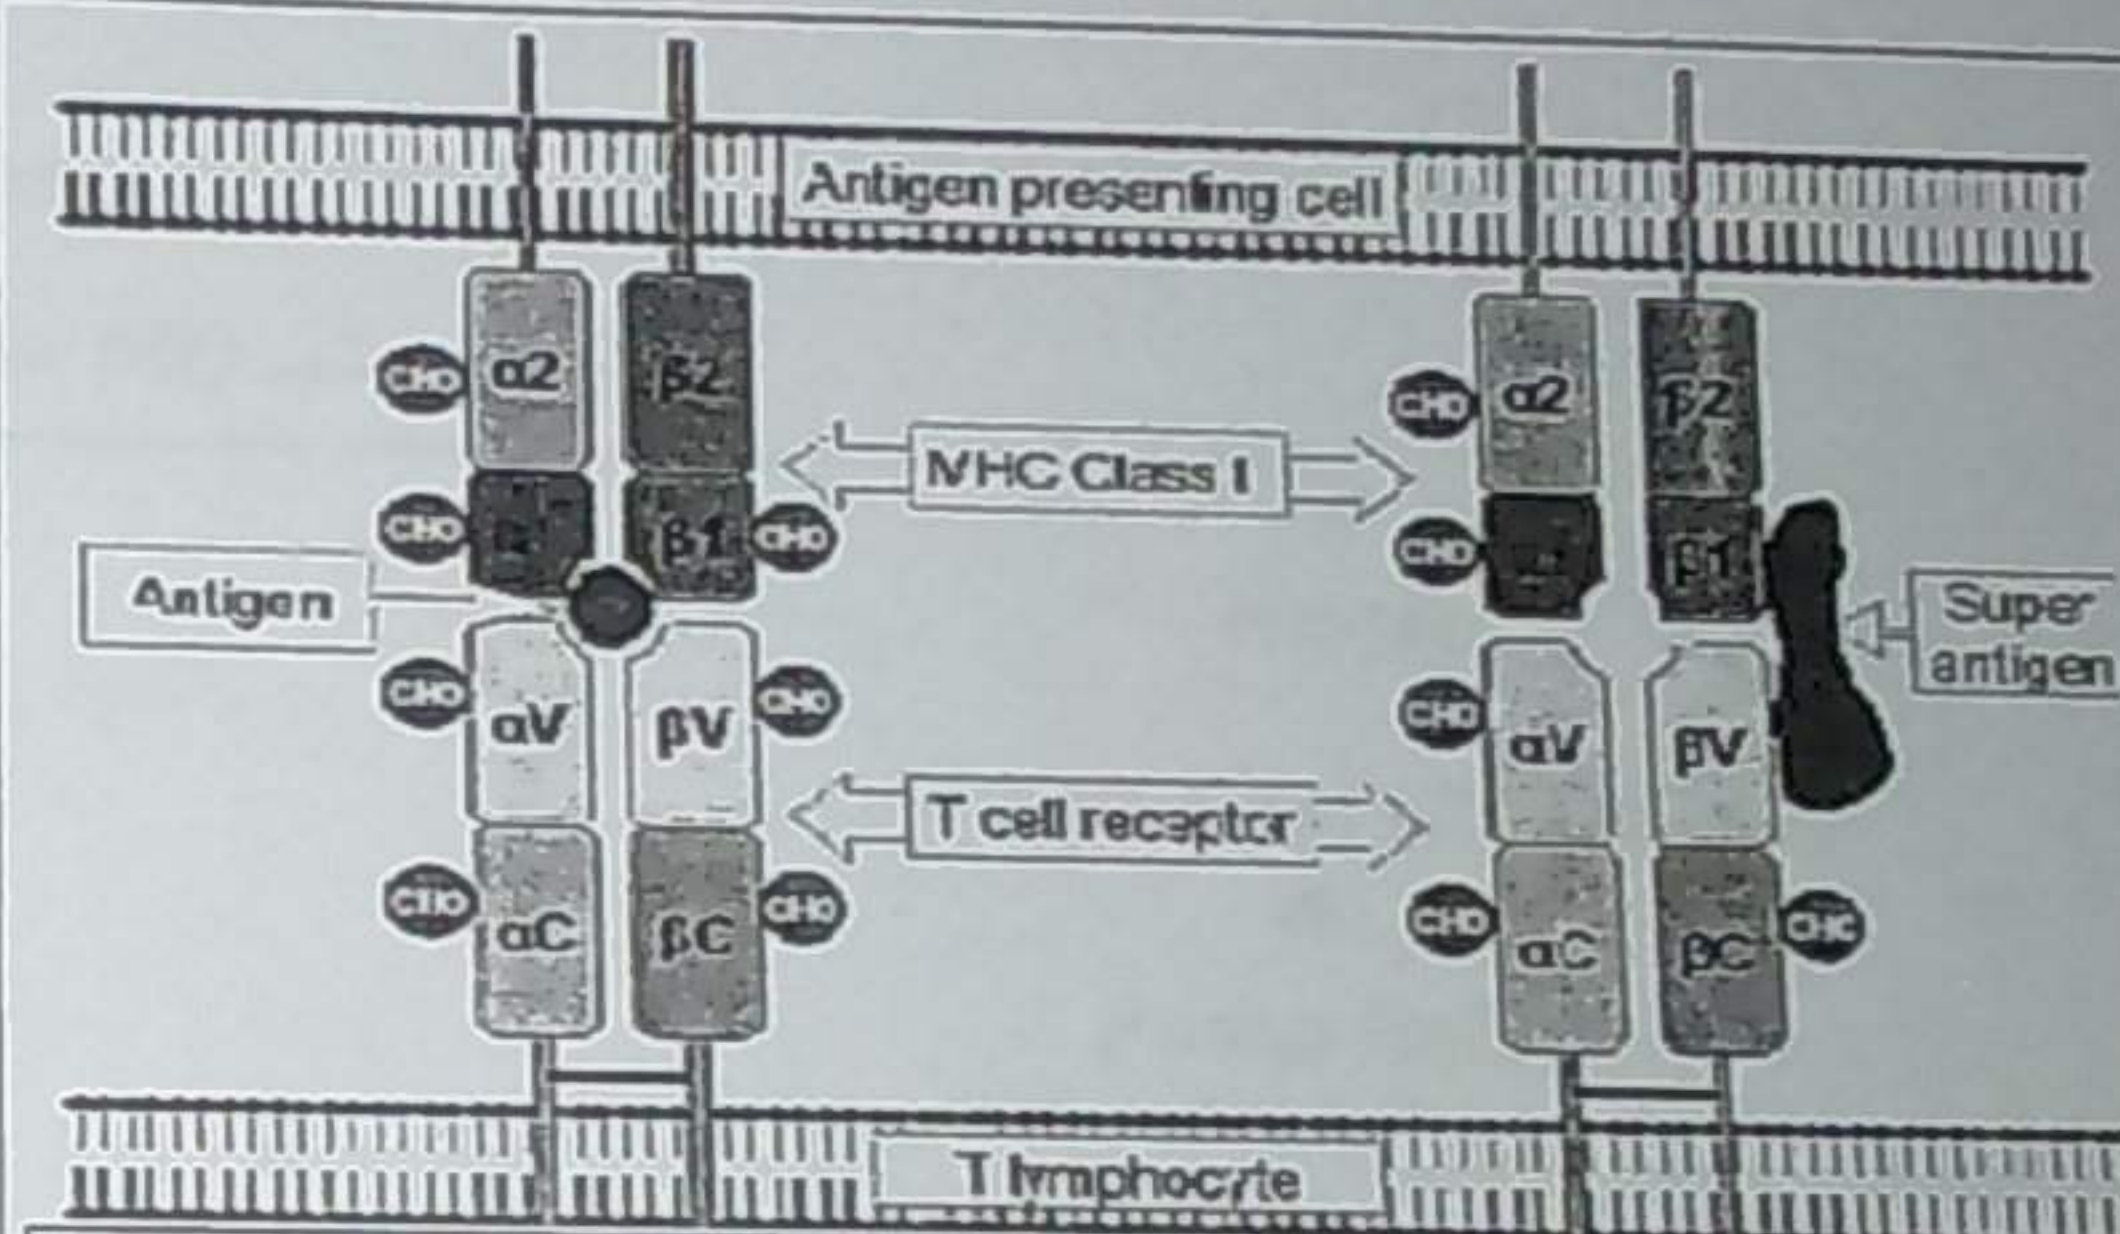 Antigen presenting cell
α2 β2 α2 β2
CHO CHO
MHC Class I
CHO β1 CHO CHO β1
Antigen
Super
antigen
CHO αV βV CHO CHO αV βV
T cell receptor
CHO αC βC CHO CHO αC βC CHO
T lymphocyte